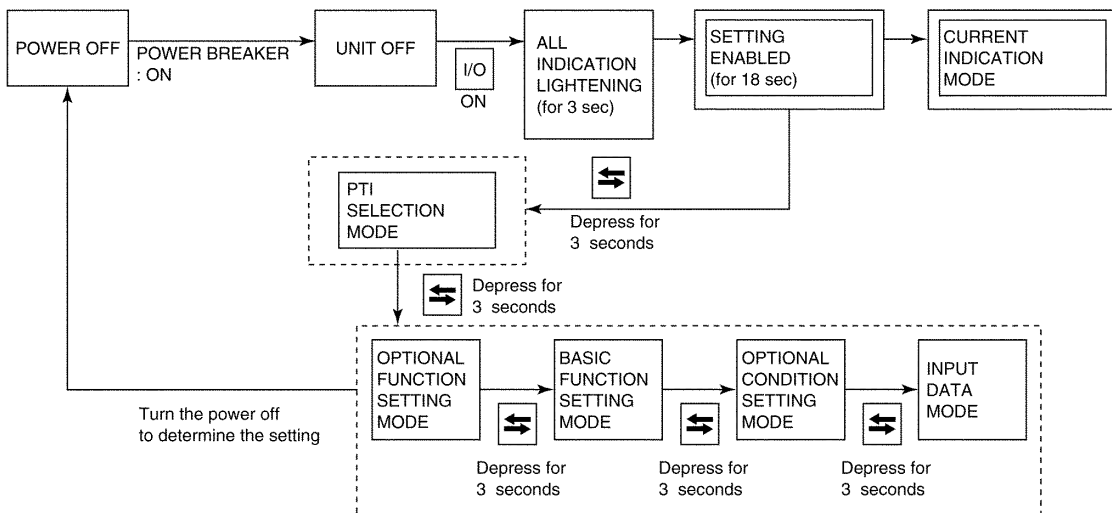 POWER OFF
POWER BREAKER
: ON
UNIT OFF
I/O
ON
ALL
INDICATION
LIGHTENING
(for 3 sec)
SETTING
ENABLED
(for 18 sec)
CURRENT
INDICATION
MODE
Depress for
3 seconds
PTI
SELECTION
MODE
Depress for
3 seconds
OPTIONAL
FUNCTION
SETTING
MODE
BASIC
FUNCTION
SETTING
MODE
OPTIONAL
CONDITION
SETTING
MODE
INPUT
DATA
MODE
Turn the power off
to determine the setting
Depress for
3 seconds
Depress for
3 seconds
Depress for
3 seconds